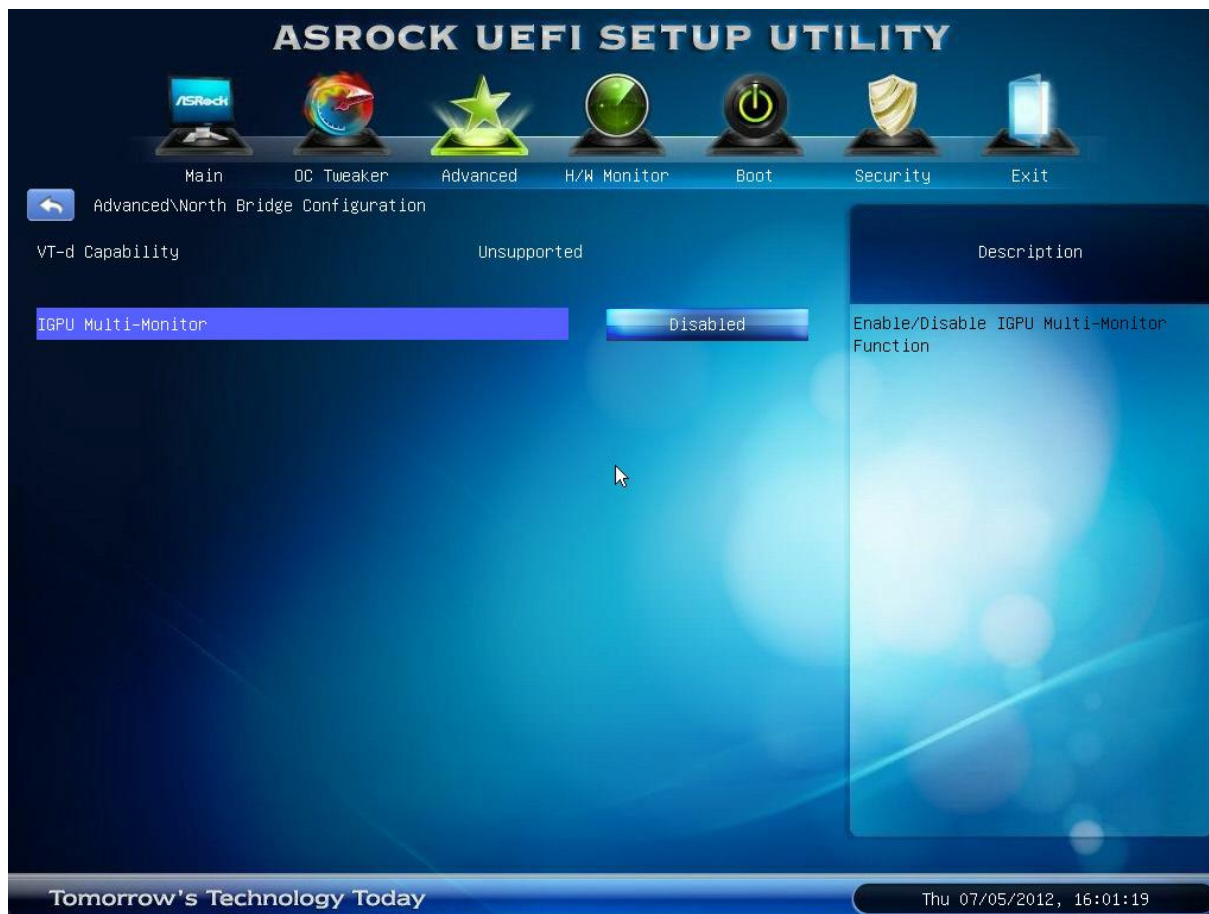 ASROCK UEFI SETUP UTILITY
ASRock
Main OC Tweaker Advanced H/W Monitor Boot Security Exit
Advanced\North Bridge Configuration
VT-d Capability Unsupported
Description
IGPU Multi-Monitor Disabled
Enable/Disable IGPU Multi-Monitor
Function
Tomorrow's Technology Today
Thu 07/05/2012, 16:01:19